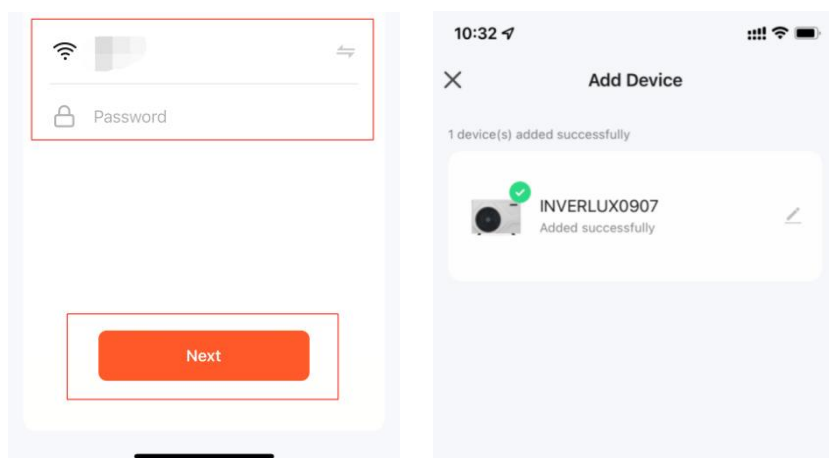 Password
Next
10:32
Add Device
1 device(s) added successfully
INVERLUX0907
Added successfully